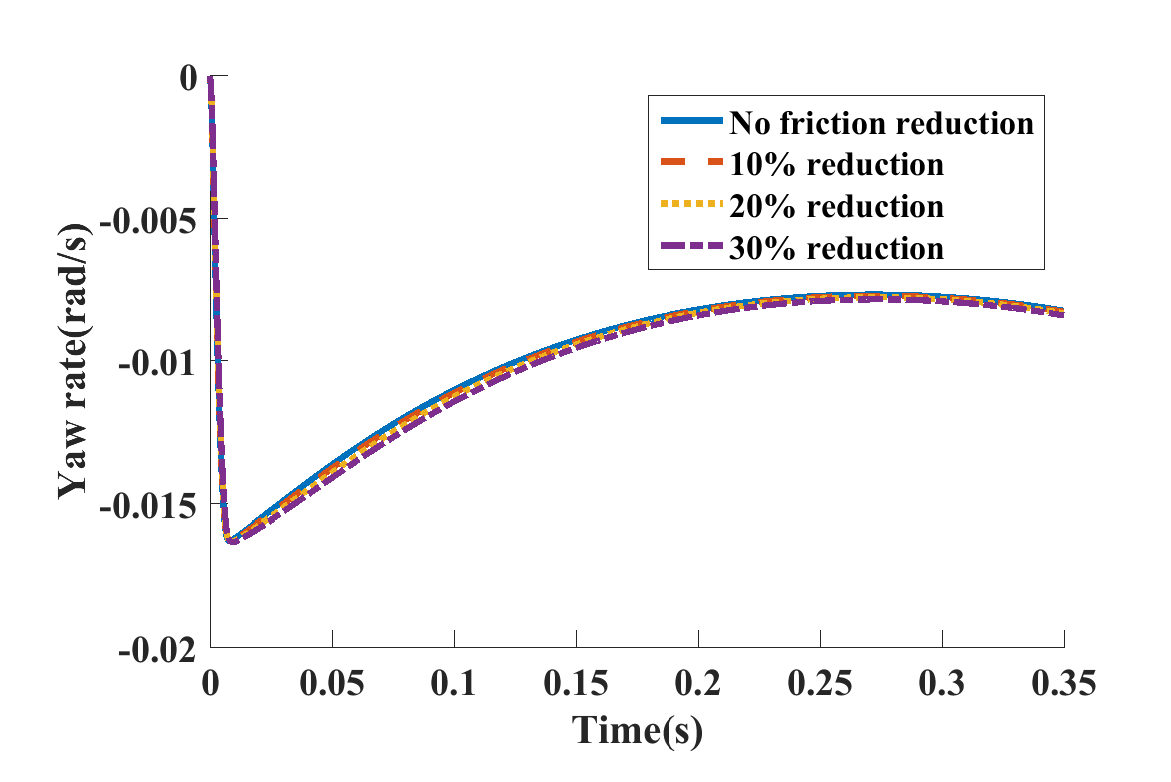 0
-0.005
-0.01
-0.015
-0.02
Yaw rate(rad/s)
No friction reduction
10% reduction
20% reduction
30% reduction
0 0.05 0.1 0.15 0.2 0.25 0.3 0.35
Time(s)